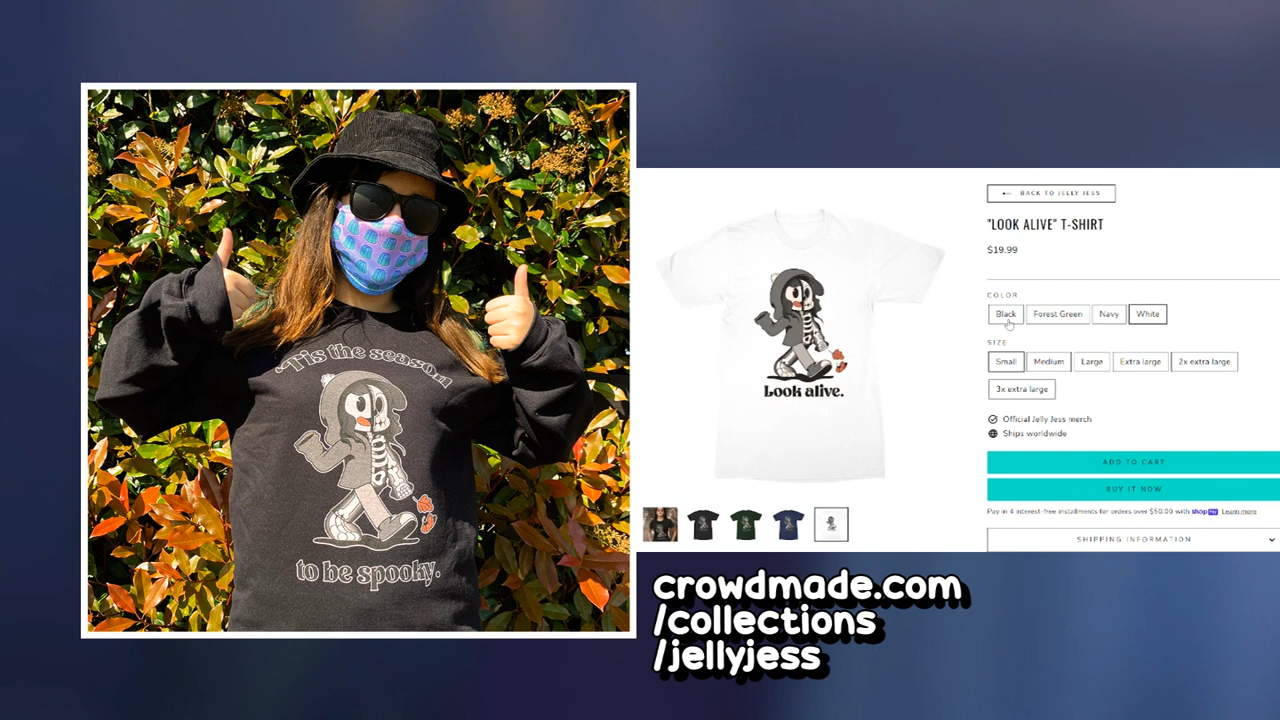 'Tis the season
to be spooky.
BACK TO JELLY JESS
"LOOK ALIVE" T-SHIRT
$19.99
COLOR
Black
Forest Green
Navy
White
SIZE
Small
Medium
Large
Extra large
2x extra large
3x extra large
Official Jelly Jess merch
Ships worldwide
ADD TO CART
BUY IT NOW
Pay in 4 interest-free installments for orders over $50.00 with shop Pay Learn more
SHIPPING INFORMATION
Look alive.
crowdmade.com
/collections
/jellyjess